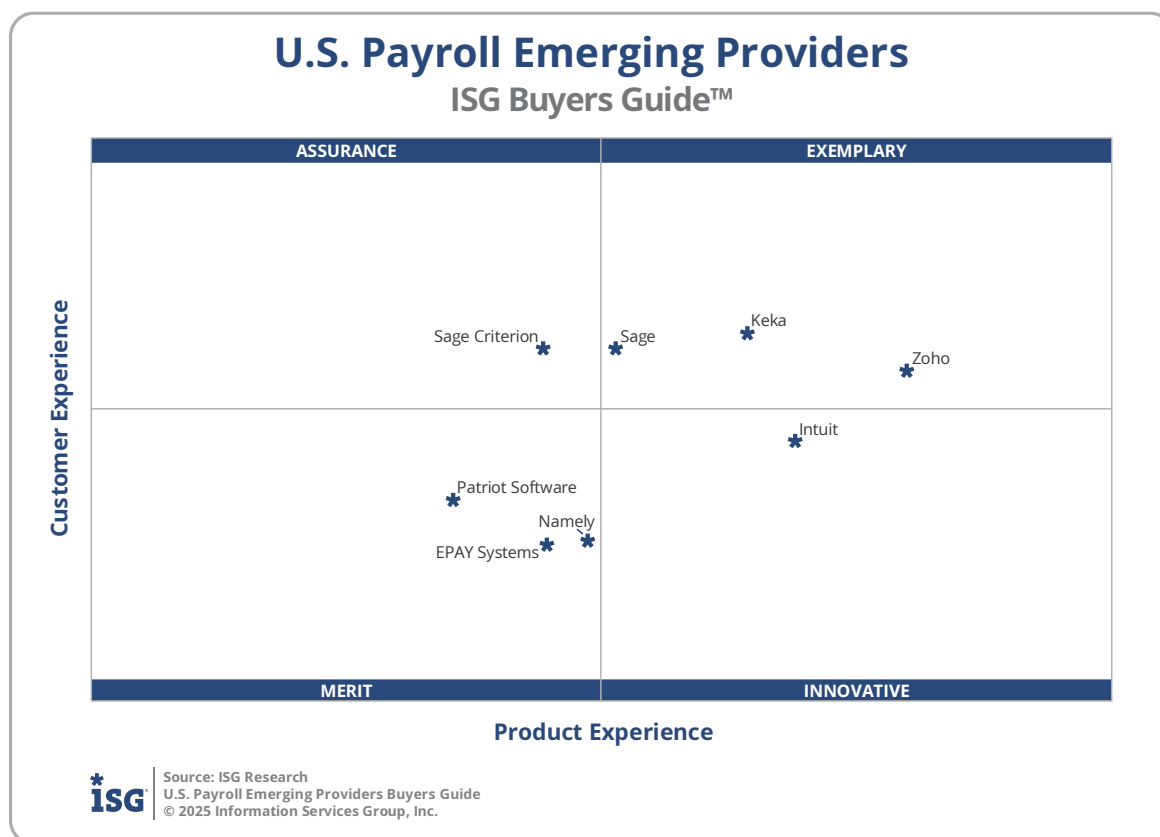 U.S. Payroll Emerging Providers
ISG Buyers Guide™
ASSURANCE
EXEMPLARY
Keka
Sage Criterion
Sage
Zoho
Intuit
Patriot Software
Namely
EPAY Systems
Customer Experience
MERIT
INNOVATIVE
Product Experience
Source: ISG Research
U.S. Payroll Emerging Providers Buyers Guide
© 2025 Information Services Group, Inc.
ISG